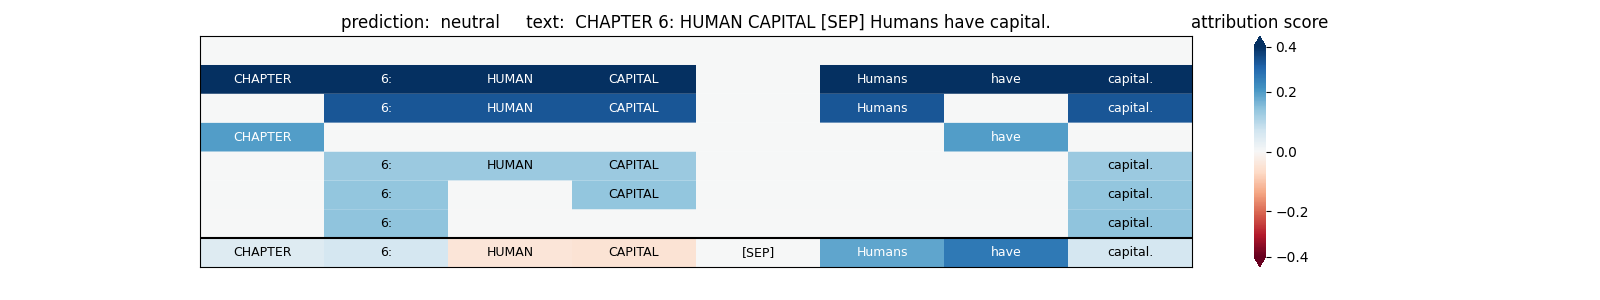 prediction:  neutral     text:  CHAPTER 6: HUMAN CAPITAL [SEP] Humans have capital.
attribution score
CHAPTER 6: HUMAN CAPITAL Humans have capital.
6: HUMAN CAPITAL Humans capital.
CHAPTER have
6: HUMAN CAPITAL capital.
6: CAPITAL capital.
6: capital.
CHAPTER 6: HUMAN CAPITAL [SEP] Humans have capital.
0.4
0.2
0.0
−0.2
−0.4